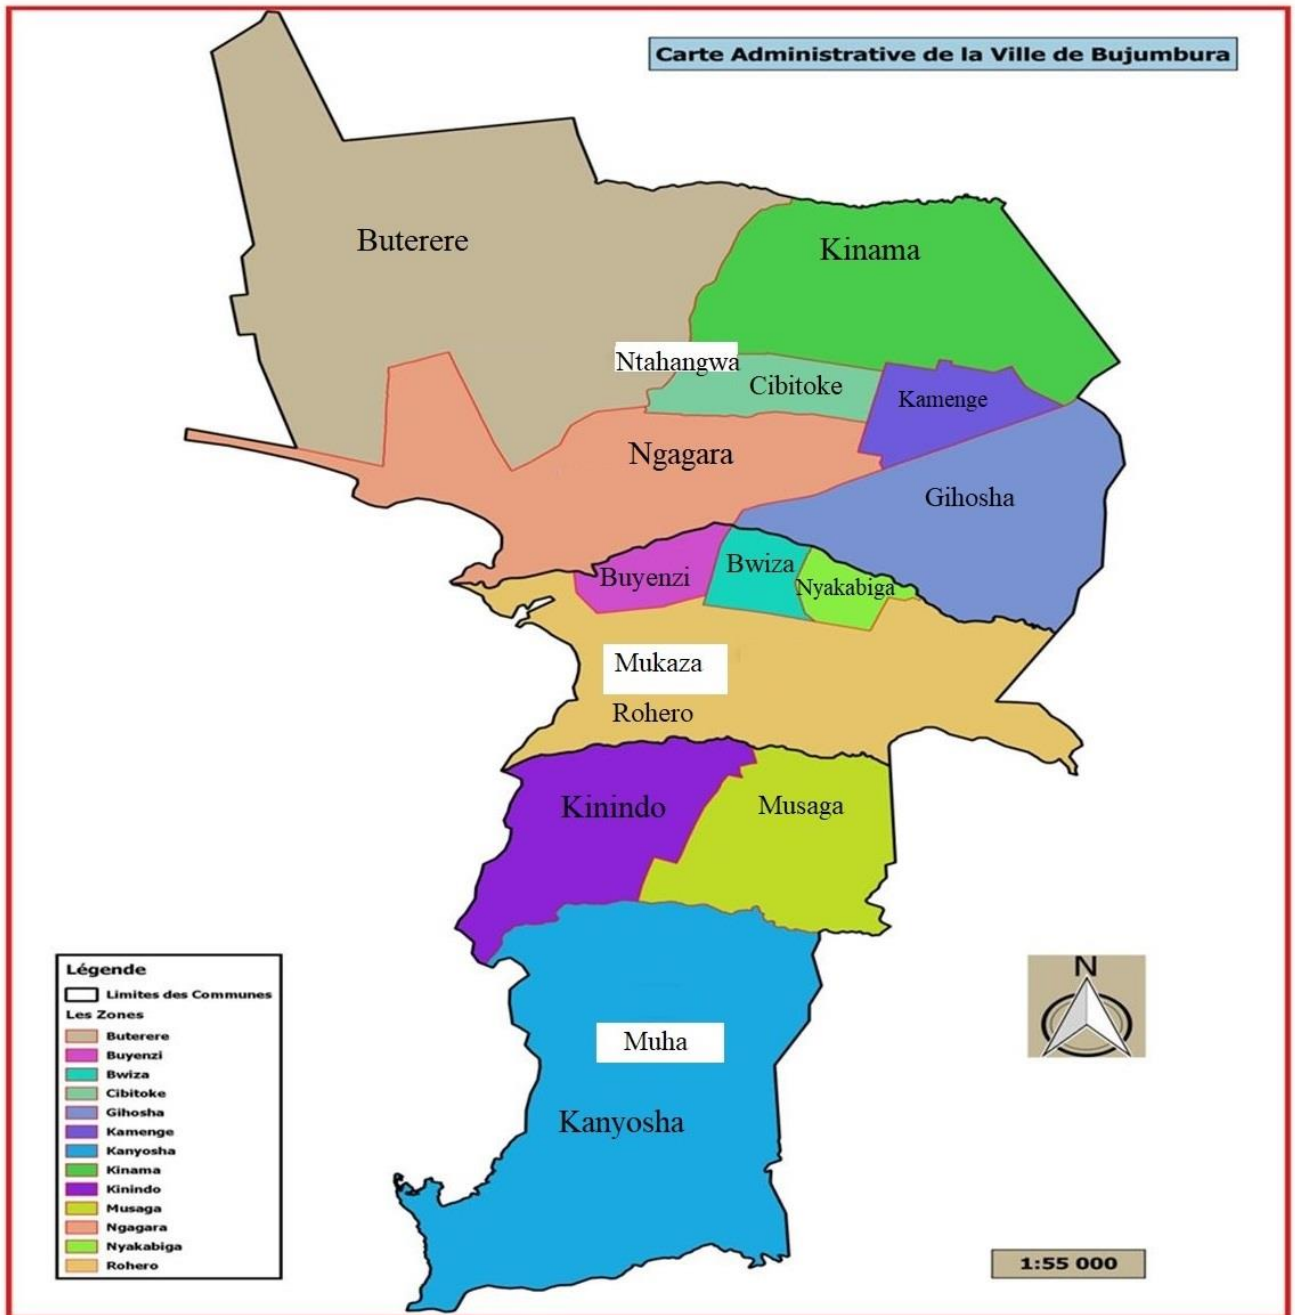 Carte Administrative de la Ville de Bujumbura
Buterere
Kinama
Ntahangwa
Cibitoke
Kamenge
Ngagara
Gihosha
Buyenzi
Bwiza
Nyakabiga
Mukaza
Rohero
Kinindo
Musaga
Muha
Kanyosha
Légende
Limites des Communes
Les Zones
Buterere
Buyenzi
Bwiza
Cibitoke
Gihosha
Kamenge
Kanyosha
Kinama
Kinindo
Musaga
Ngagara
Nyakabiga
Rohero
N
1:55 000